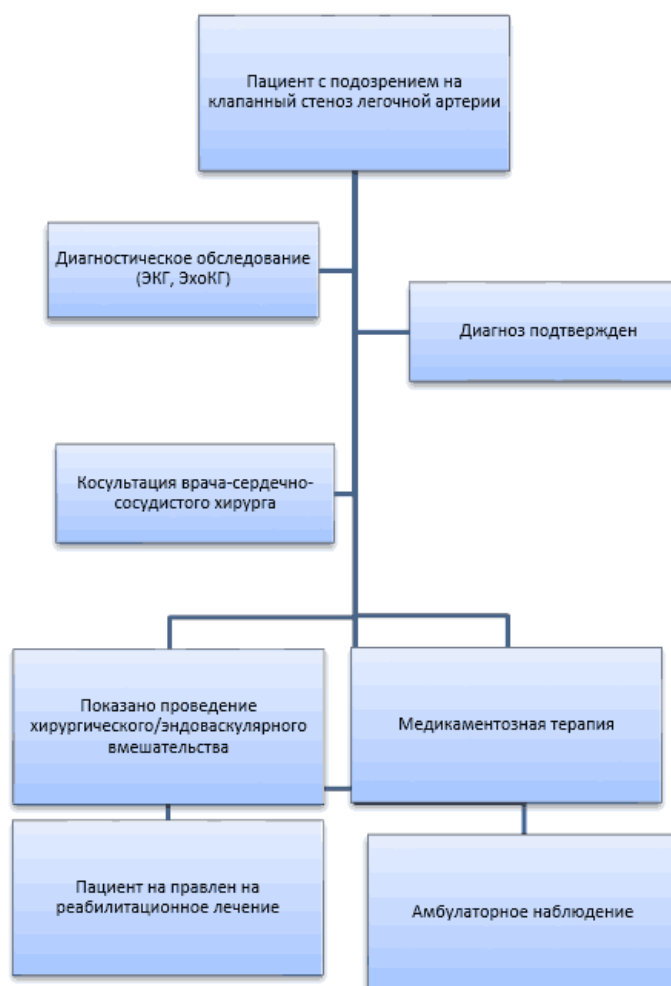 Пациент с подозрением на
клапанный стеноз легочной артерии
Диагностическое обследование
(ЭКГ, ЭхоКГ)
Диагноз подтвержден
Косультация врача-сердечно-
сосудистого хирурга
Показано проведение
хирургического/эндоваскулярного
вмешательства
Медикаментозная терапия
Пациент на правлен на
реабилитационное лечение
Амбулаторное наблюдение